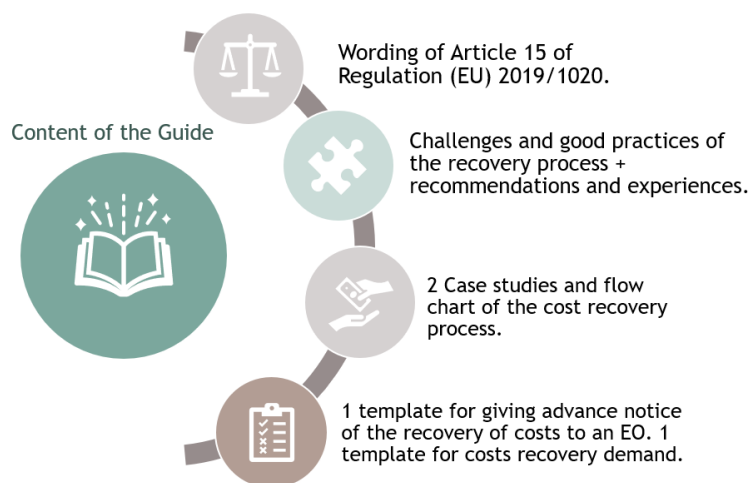 Content of the Guide
Wording of Article 15 of
Regulation (EU) 2019/1020.
Challenges and good practices of
the recovery process +
recommendations and experiences.
2 Case studies and flow
chart of the cost recovery
process.
1 template for giving advance notice
of the recovery of costs to an EO. 1
template for costs recovery demand.